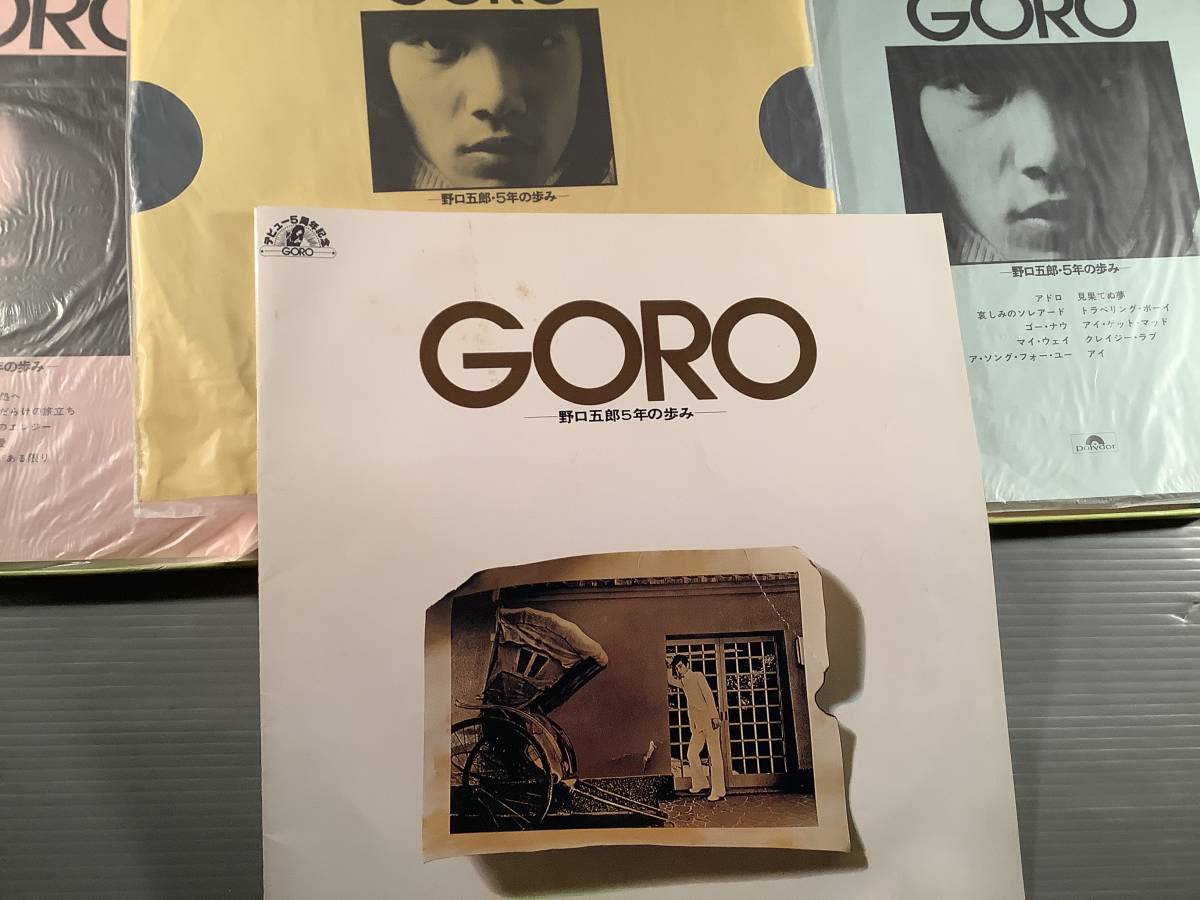 GORO
—野口五郎・5年の歩み—
GORO
—野口五郎・5年の歩み—
アドロ 見果てぬ夢
哀しみのソレアード トラベリング・ボーイ
ゴー・ナウ アイ・ゲット・マッド
マイ・ウェイ クレイジー・ラブ
ア・ソング・フォー・ユー アイ
polydor
ORO
年の歩み—
だらけの旅立ち
のエレジー
愛
がある限り
デビュー5周年記念
GORO
GORO
—野口五郎5年の歩み—